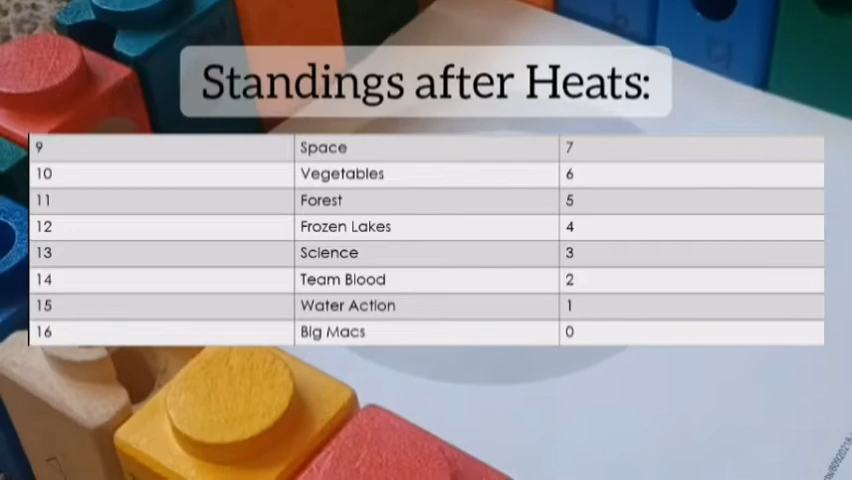 Standings after Heats:
9 Space 7
10 Vegetables 6
11 Forest 5
12 Frozen Lakes 4
13 Science 3
14 Team Blood 2
15 Water Action 1
16 Big Macs 0